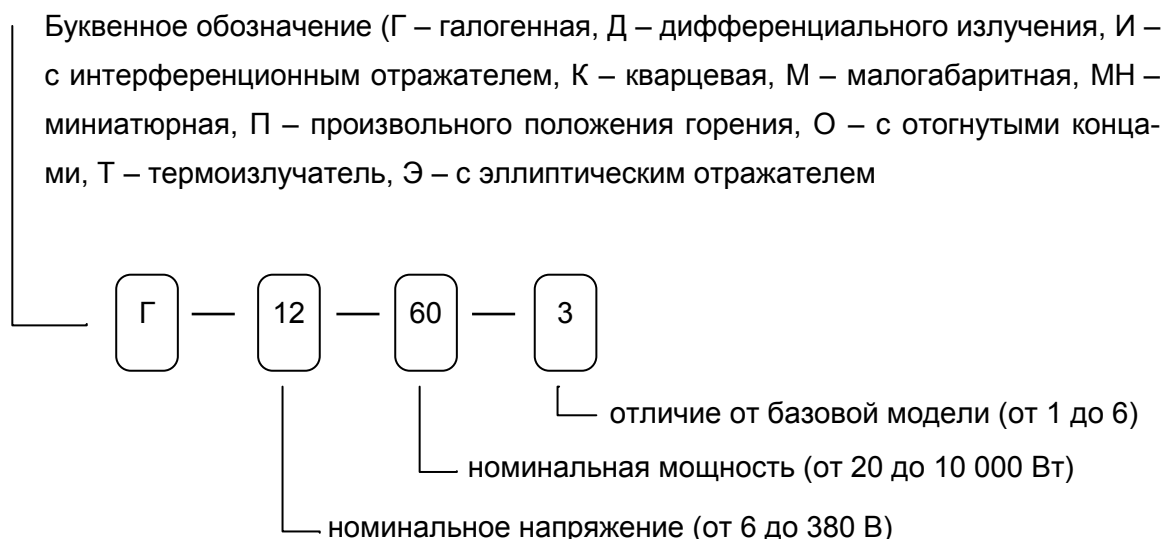 Буквенное обозначение (Г – галогенная, Д – дифференциального излучения, И –
с интерференционным отражателем, К – кварцевая, М – малогабаритная, МН –
миниатюрная, П – произвольного положения горения, О – с отогнутыми конца-
ми, Т – термоизлучатель, Э – с эллиптическим отражателем
Г — 12 — 60 — 3
отличие от базовой модели (от 1 до 6)
номинальная мощность (от 20 до 10 000 Вт)
номинальное напряжение (от 6 до 380 В)